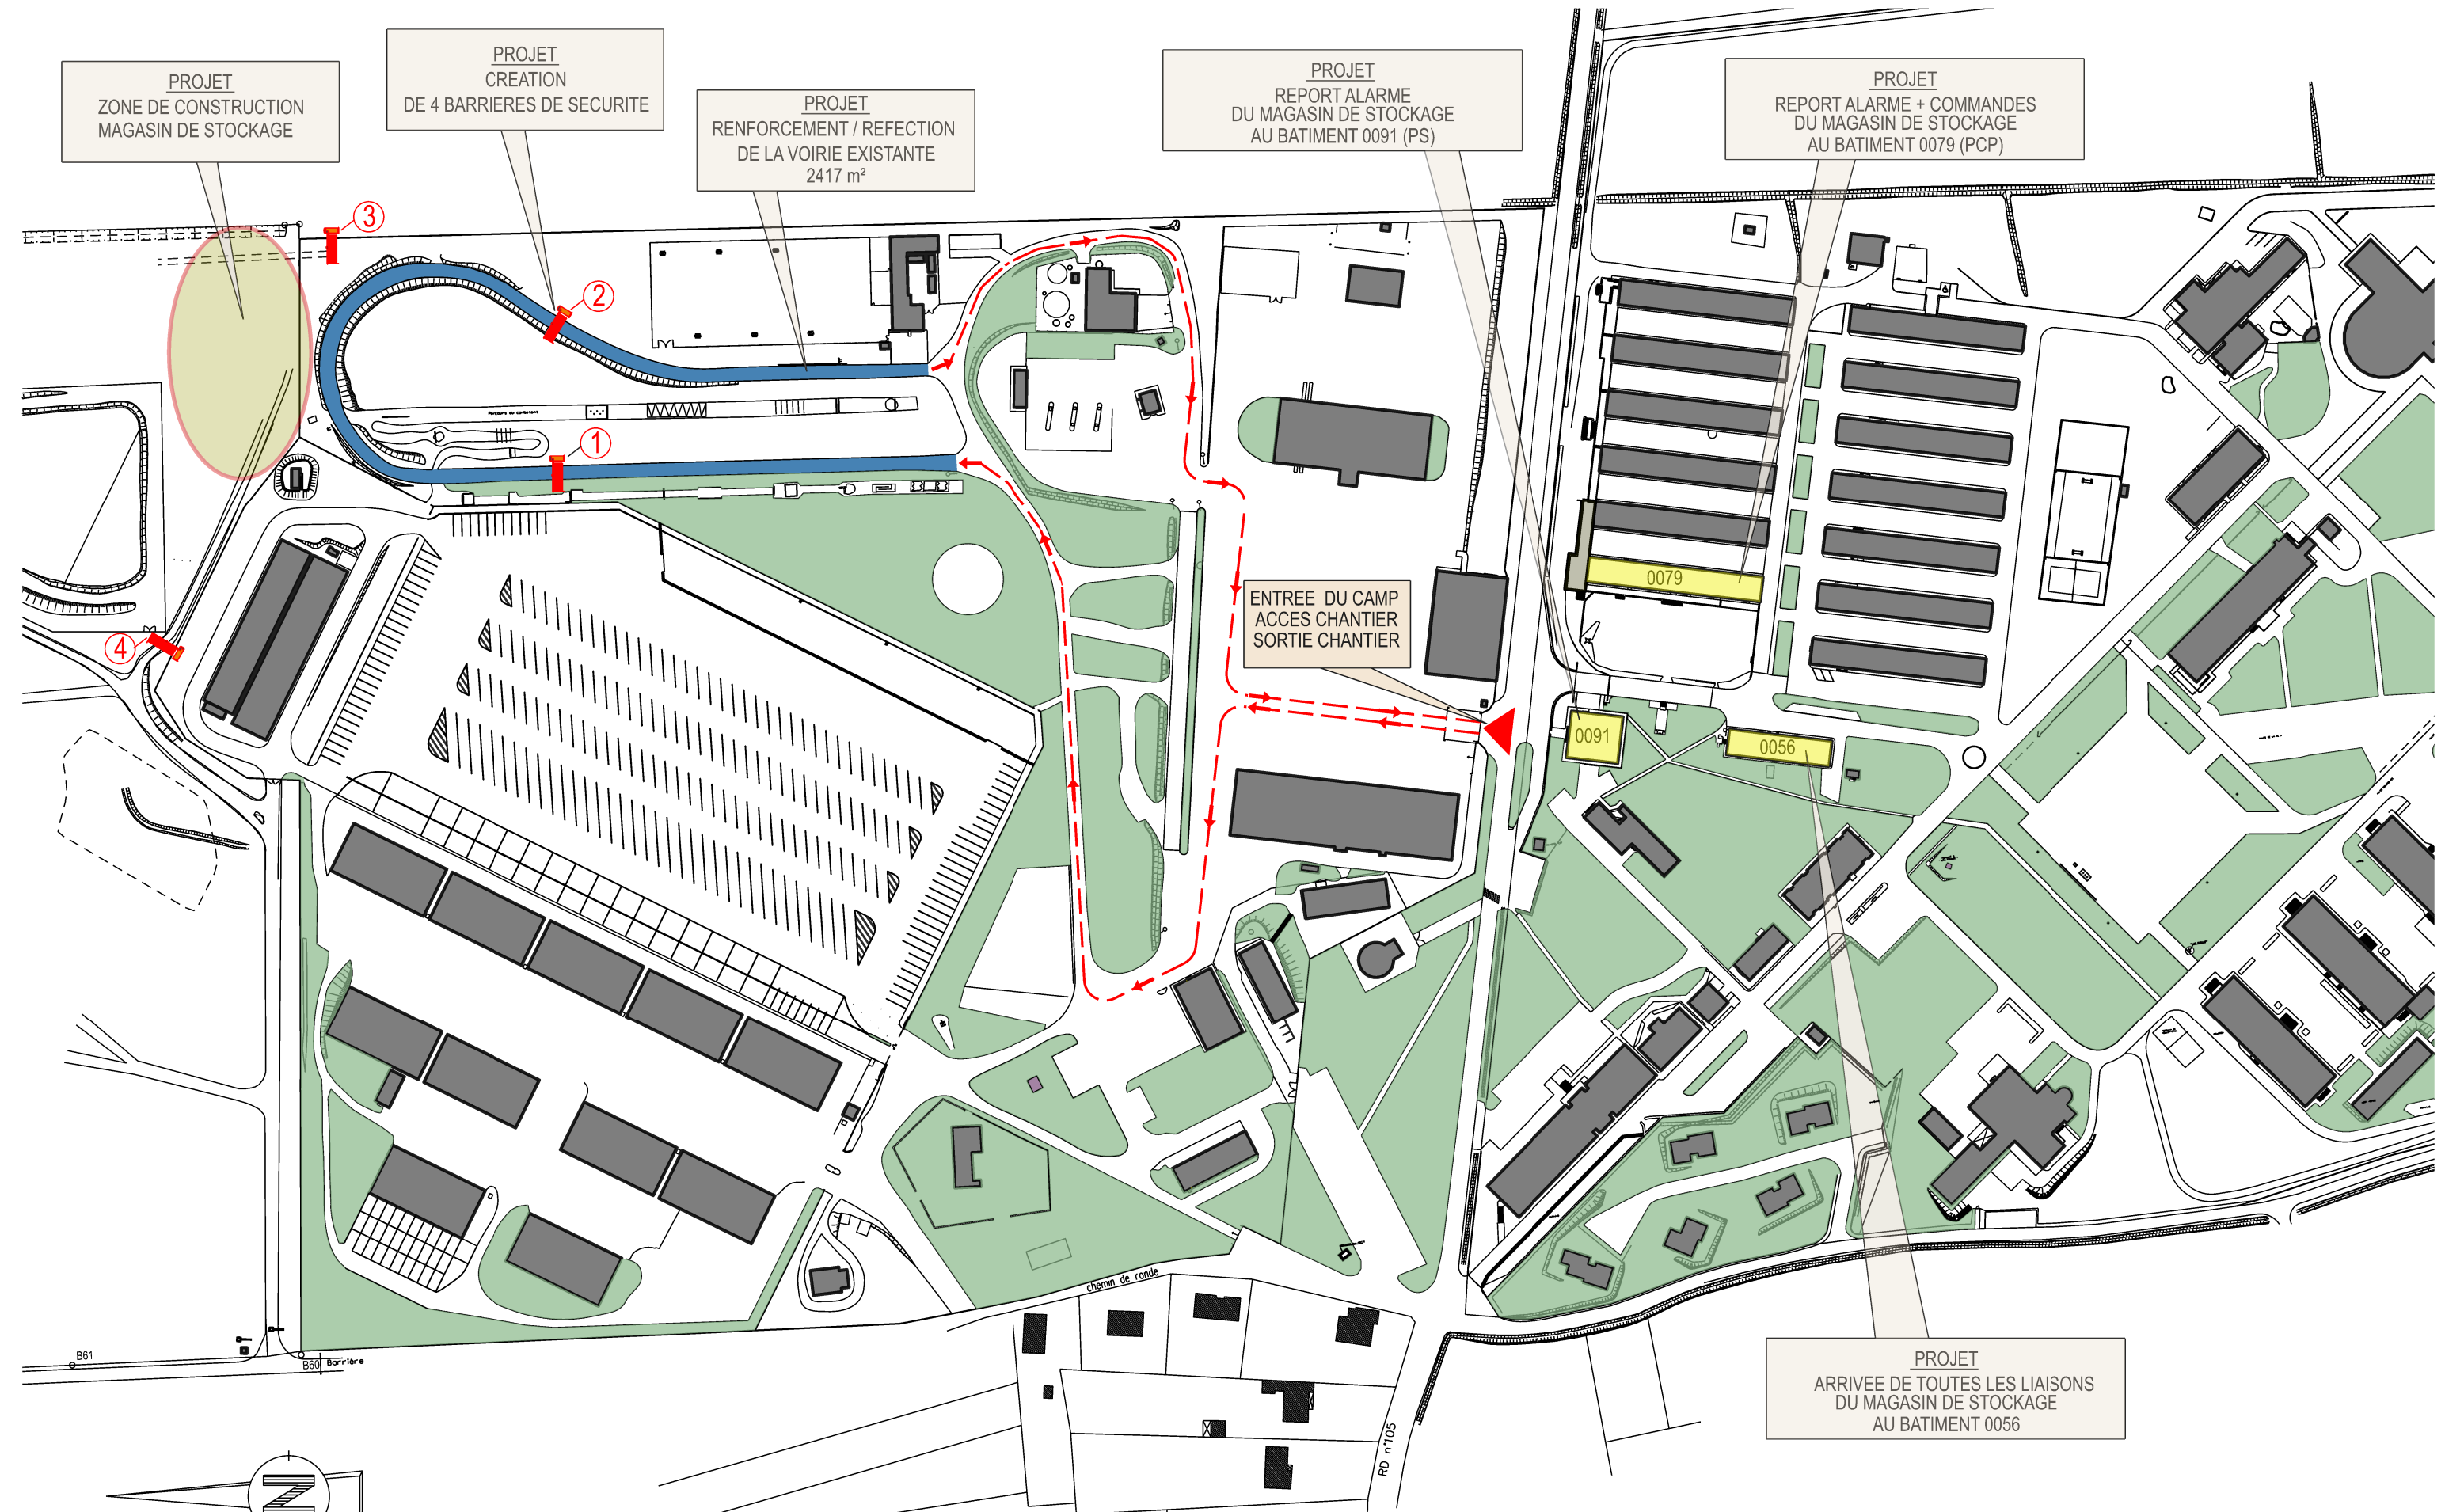 PROJET
ZONE DE CONSTRUCTION
MAGASIN DE STOCKAGE
PROJET
CREATION
DE 4 BARRIERES DE SECURITE
PROJET
RENFORCEMENT / REFECTION
DE LA VOIRIE EXISTANTE
2417 m²
PROJET
REPORT ALARME
DU MAGASIN DE STOCKAGE
AU BATIMENT 0091 (PS)
PROJET
REPORT ALARME + COMMANDES
DU MAGASIN DE STOCKAGE
AU BATIMENT 0079 (PCP)
3
2
Parcours du combattant
1
4
0079
ENTREE DU CAMP
ACCES CHANTIER
SORTIE CHANTIER
0091
0056
chemin de ronde
B61
B60
Barrière
RD n°105
PROJET
ARRIVEE DE TOUTES LES LIAISONS
DU MAGASIN DE STOCKAGE
AU BATIMENT 0056
N